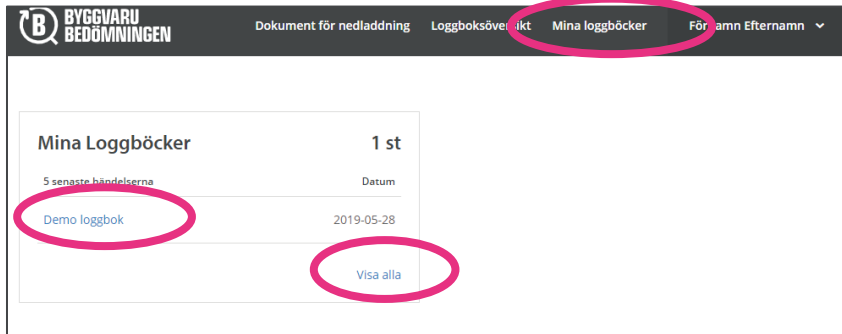 BYGGVARU
BEDÖMNINGEN
Dokument för nedladdning Loggboksöversikt Mina loggböcker Förnamn Efternamn
Mina Loggböcker 1 st
5 senaste händelserna Datum
Demo loggbok 2019-05-28
Visa alla